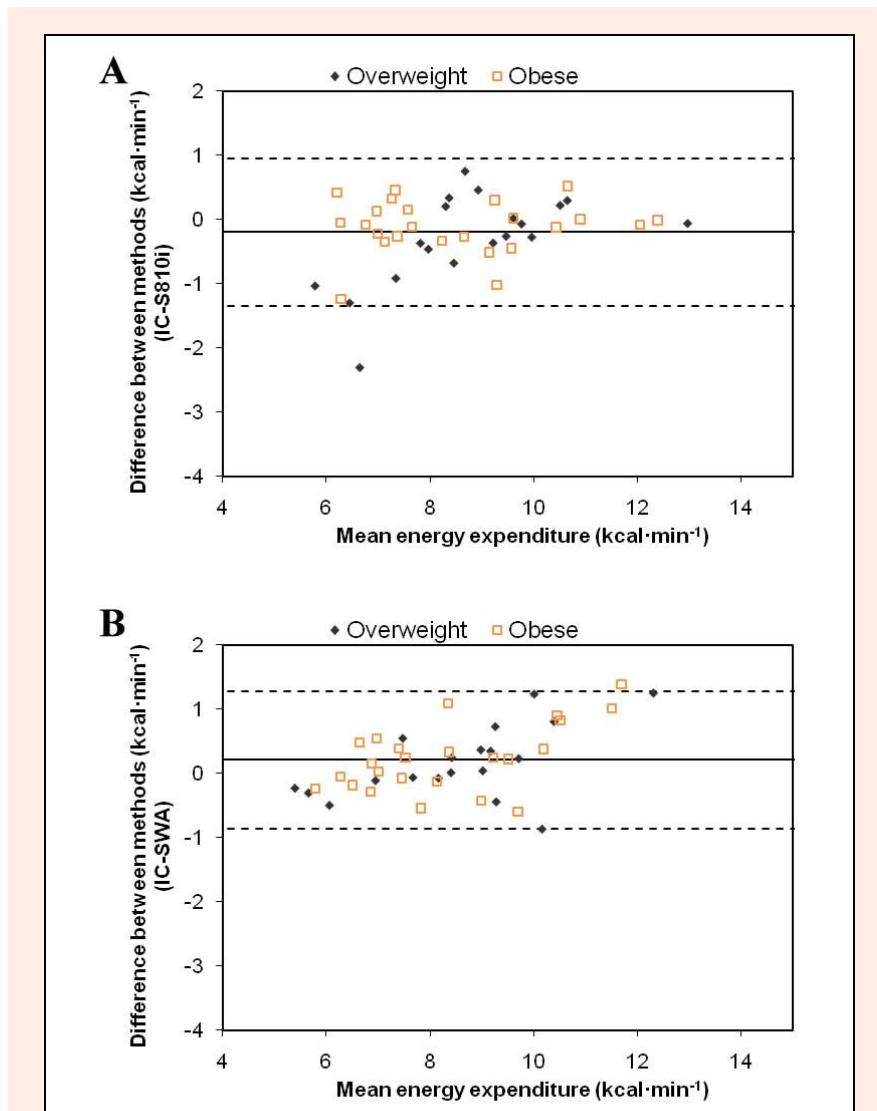 A
Overweight Obese
2
1
0
-1
-2
-3
-4
Difference between methods (kcal·min⁻¹)
(IC-S810i)
4 6 8 10 12 14
Mean energy expenditure (kcal·min⁻¹)
B
Overweight Obese
2
1
0
-1
-2
-3
-4
Difference between methods (kcal·min⁻¹)
(IC-SWA)
4 6 8 10 12 14
Mean energy expenditure (kcal·min⁻¹)